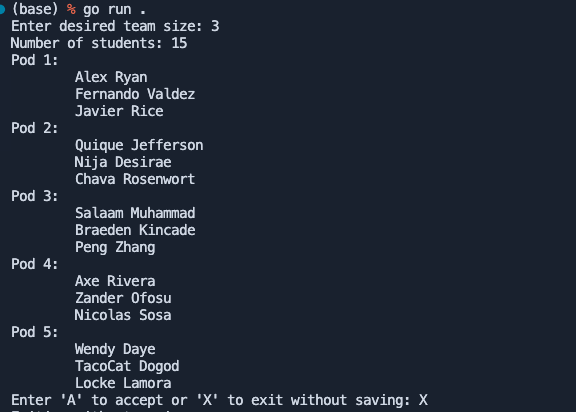 (base) % go run .
Enter desired team size: 3
Number of students: 15
Pod 1:
Alex Ryan
Fernando Valdez
Javier Rice
Pod 2:
Quique Jefferson
Nija Desirae
Chava Rosenwort
Pod 3:
Salaam Muhammad
Braeden Kincade
Peng Zhang
Pod 4:
Axe Rivera
Zander Ofosu
Nicolas Sosa
Pod 5:
Wendy Daye
TacoCat Dogod
Locke Lamora
Enter 'A' to accept or 'X' to exit without saving: X